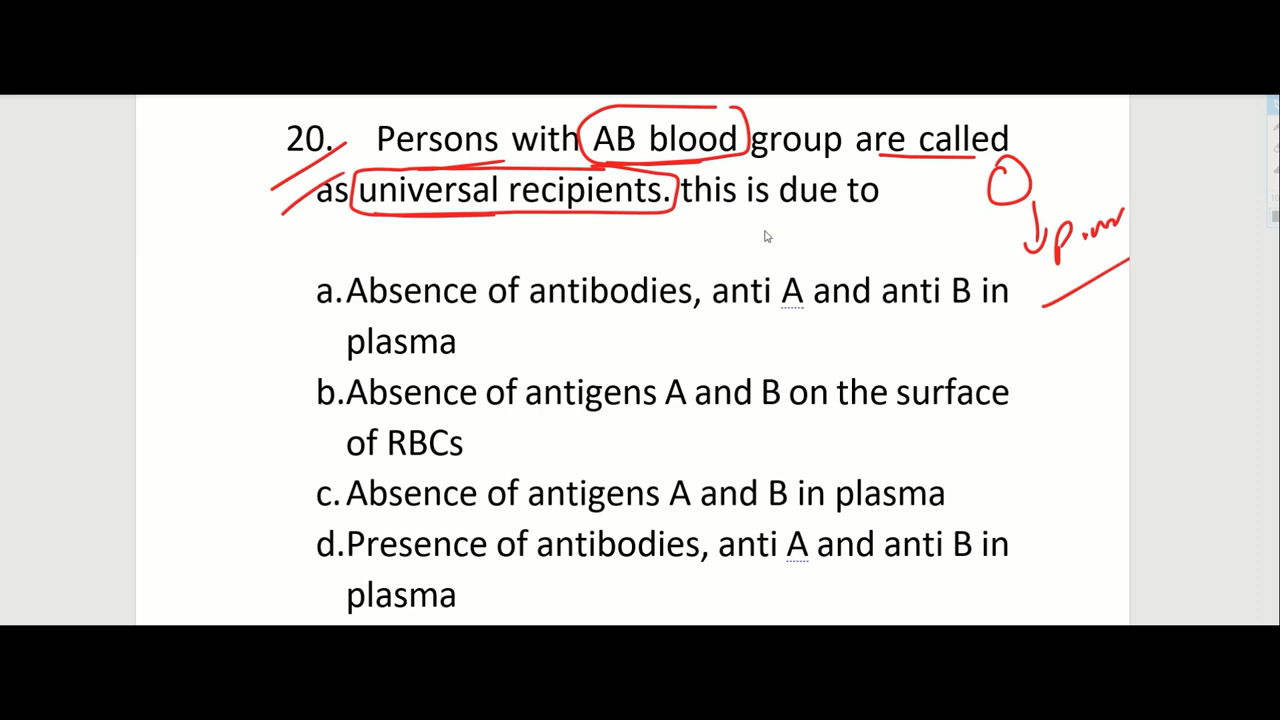 20. Persons with AB blood group are called
as universal recipients. this is due to
a. Absence of antibodies, anti A and anti B in
plasma
b. Absence of antigens A and B on the surface
of RBCs
c. Absence of antigens A and B in plasma
d. Presence of antibodies, anti A and anti B in
plasma
O